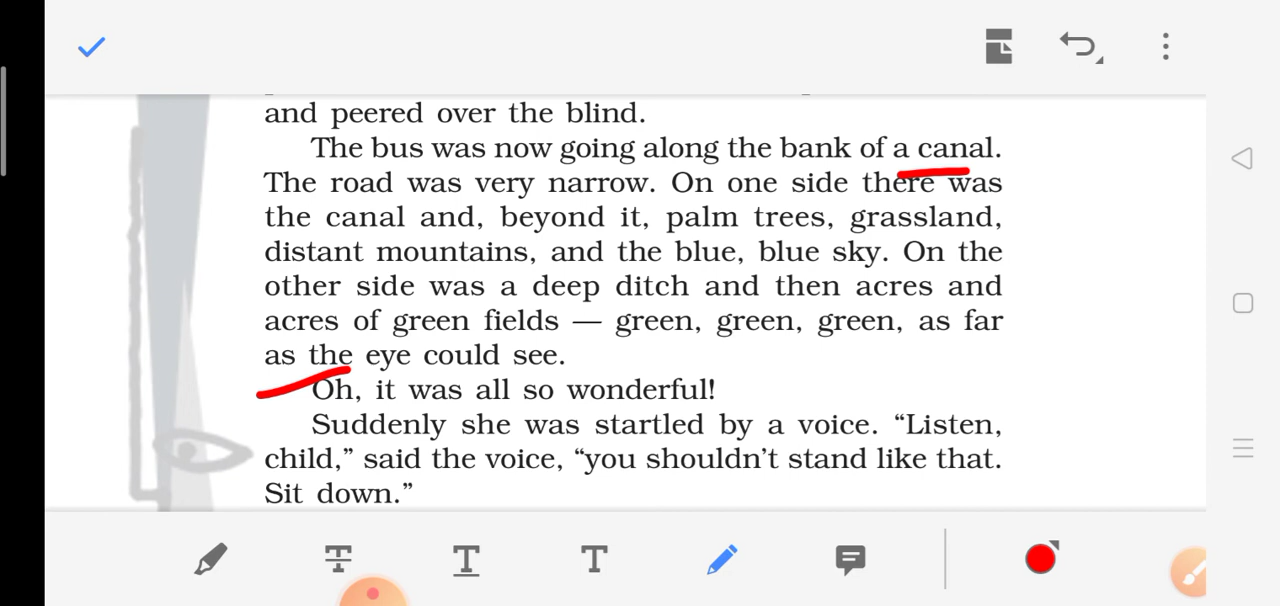 and peered over the blind.
The bus was now going along the bank of a canal.
The road was very narrow. On one side there was
the canal and, beyond it, palm trees, grassland,
distant mountains, and the blue, blue sky. On the
other side was a deep ditch and then acres and
acres of green fields — green, green, green, as far
as the eye could see.
Oh, it was all so wonderful!
Suddenly she was startled by a voice. “Listen,
child,” said the voice, “you shouldn’t stand like that.
Sit down.”